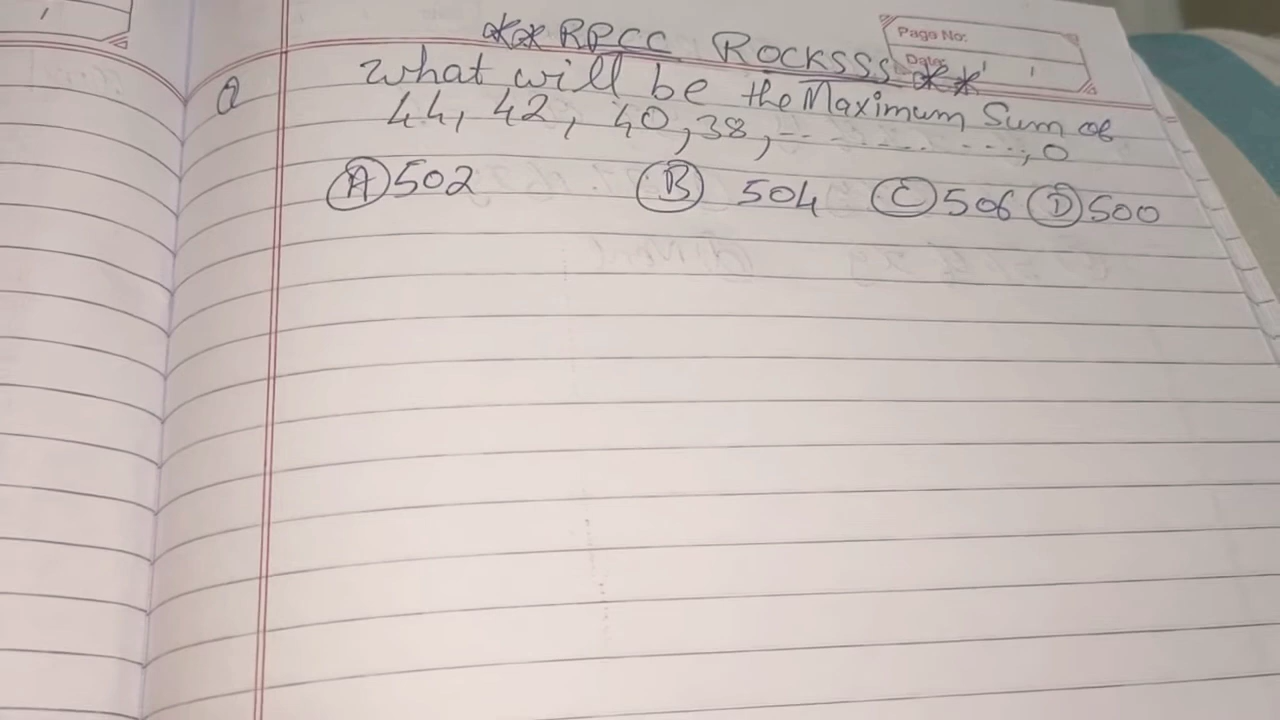 ** RPCC ROCKSSS **
Page No:
Date:
Q What will be the Maximum Sum of
44, 42, 40, 38, -- ... ... ..., 0
(A) 502 (B) 504 (C) 506 (D) 500